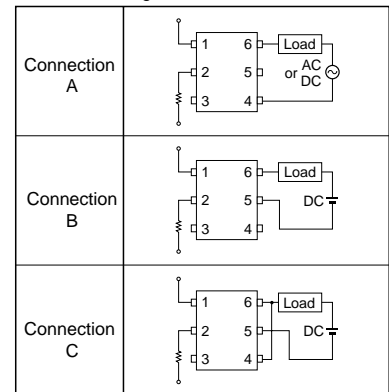 Connection
A
1 6 Load
2 5 or AC
DC
3 4
Connection
B
1 6 Load
2 5 DC
3 4
Connection
C
1 6 Load
2 5 DC
3 4